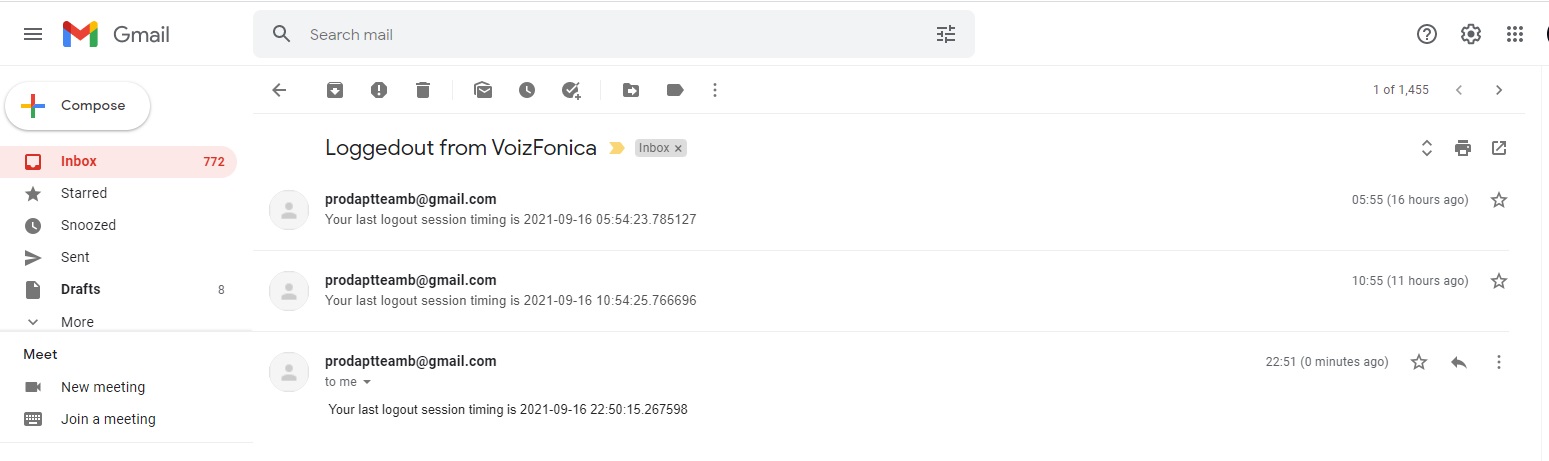 Gmail
Search mail
Compose
1 of 1,455
Loggedout from VoizFonica Inbox x
Inbox 772
Starred
Snoozed
Sent
Drafts 8
More
Meet
New meeting
Join a meeting
prodaptteamb@gmail.com 05:55 (16 hours ago)
Your last logout session timing is 2021-09-16 05:54:23.785127
prodaptteamb@gmail.com 10:55 (11 hours ago)
Your last logout session timing is 2021-09-16 10:54:25.766696
prodaptteamb@gmail.com 22:51 (0 minutes ago)
to me
Your last logout session timing is 2021-09-16 22:50:15.267598